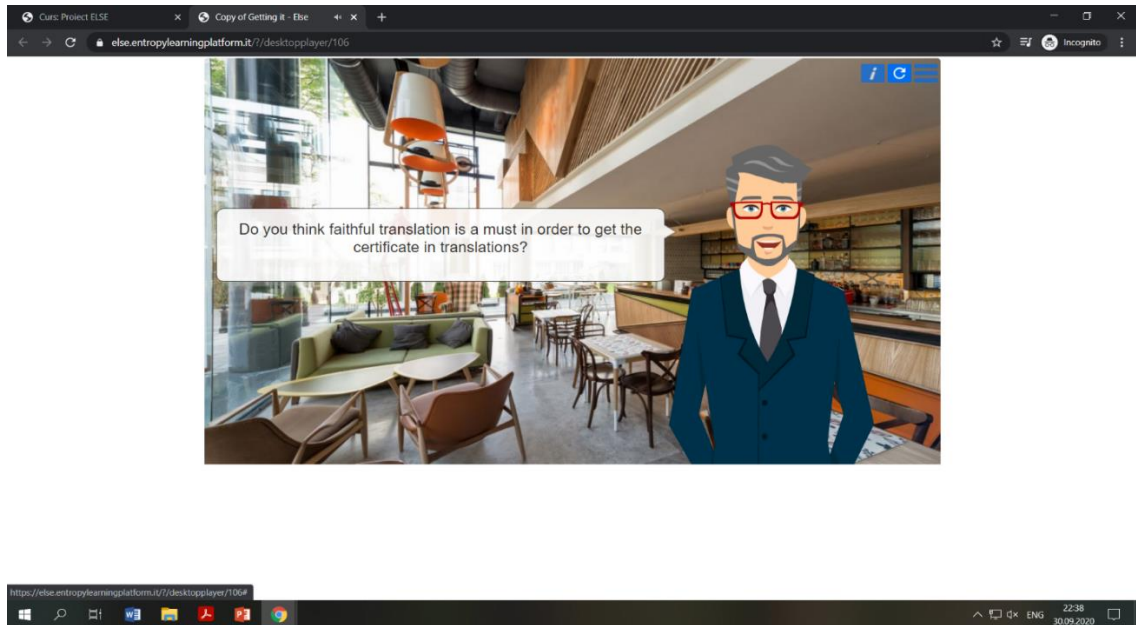 Curs: Proiect ELSE
Copy of Getting it - Else
else.entropylearningplatform.it/?/desktopplayer/106
Incognito
i
Do you think faithful translation is a must in order to get the
certificate in translations?
https://else.entropylearningplatform.it/?/desktopplayer/106#
ENG
22:38
30.09.2020